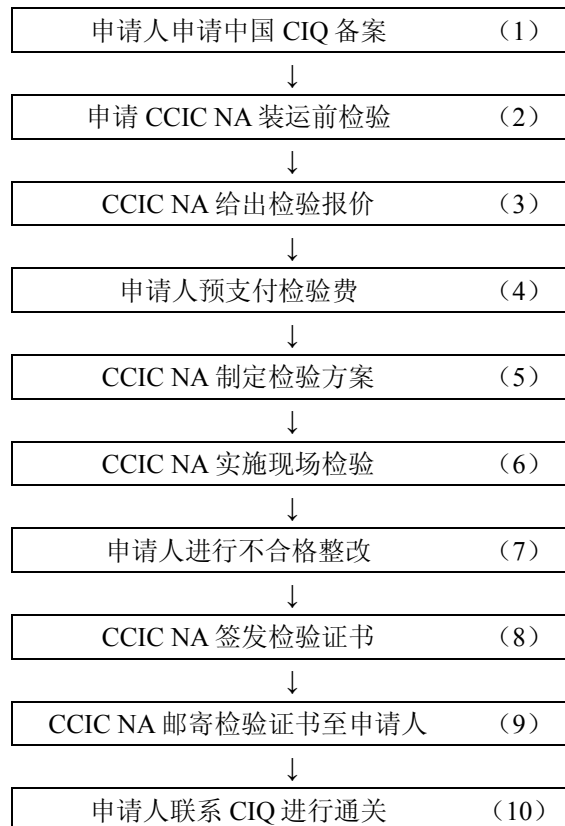 申请人申请中国 CIQ 备案 （1）
↓
申请 CCIC NA 装运前检验 （2）
↓
CCIC NA 给出检验报价 （3）
↓
申请人预支付检验费 （4）
↓
CCIC NA 制定检验方案 （5）
↓
CCIC NA 实施现场检验 （6）
↓
申请人进行不合格整改 （7）
↓
CCIC NA 签发检验证书 （8）
↓
CCIC NA 邮寄检验证书至申请人 （9）
↓
申请人联系 CIQ 进行通关 （10）